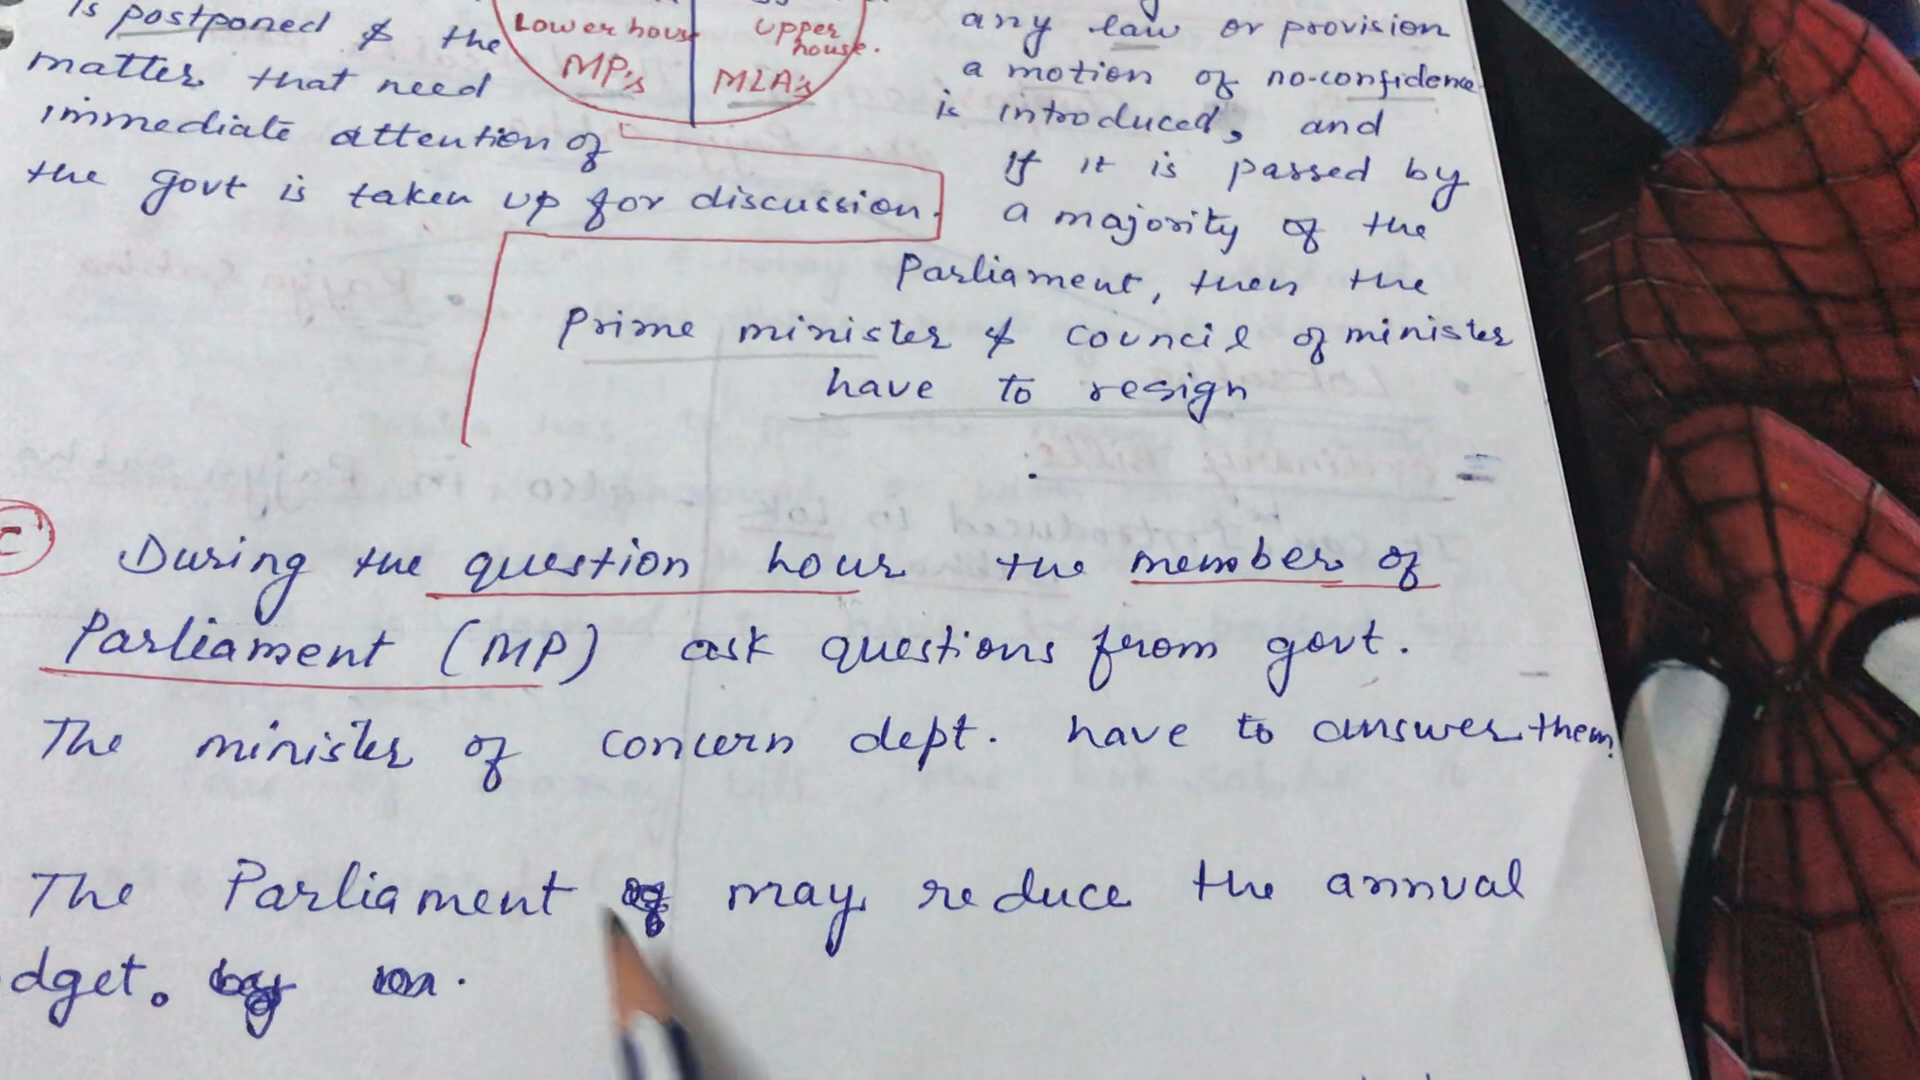 is postponed & the
matter that need
immediate attention of
the govt is taken up for discussion.
Lower house
MP's
Upper
house.
MLA's
any law or provision
a motion of no-confidence
is introduced, and
If it is passed by
a majority of the
Parliament, then the
Prime minister & council of minister
have to resign
During the question hour the member of
Parliament (MP) ask questions from govt.
The minister of concern dept. have to answer them.
The Parliament may reduce the annual
dget.